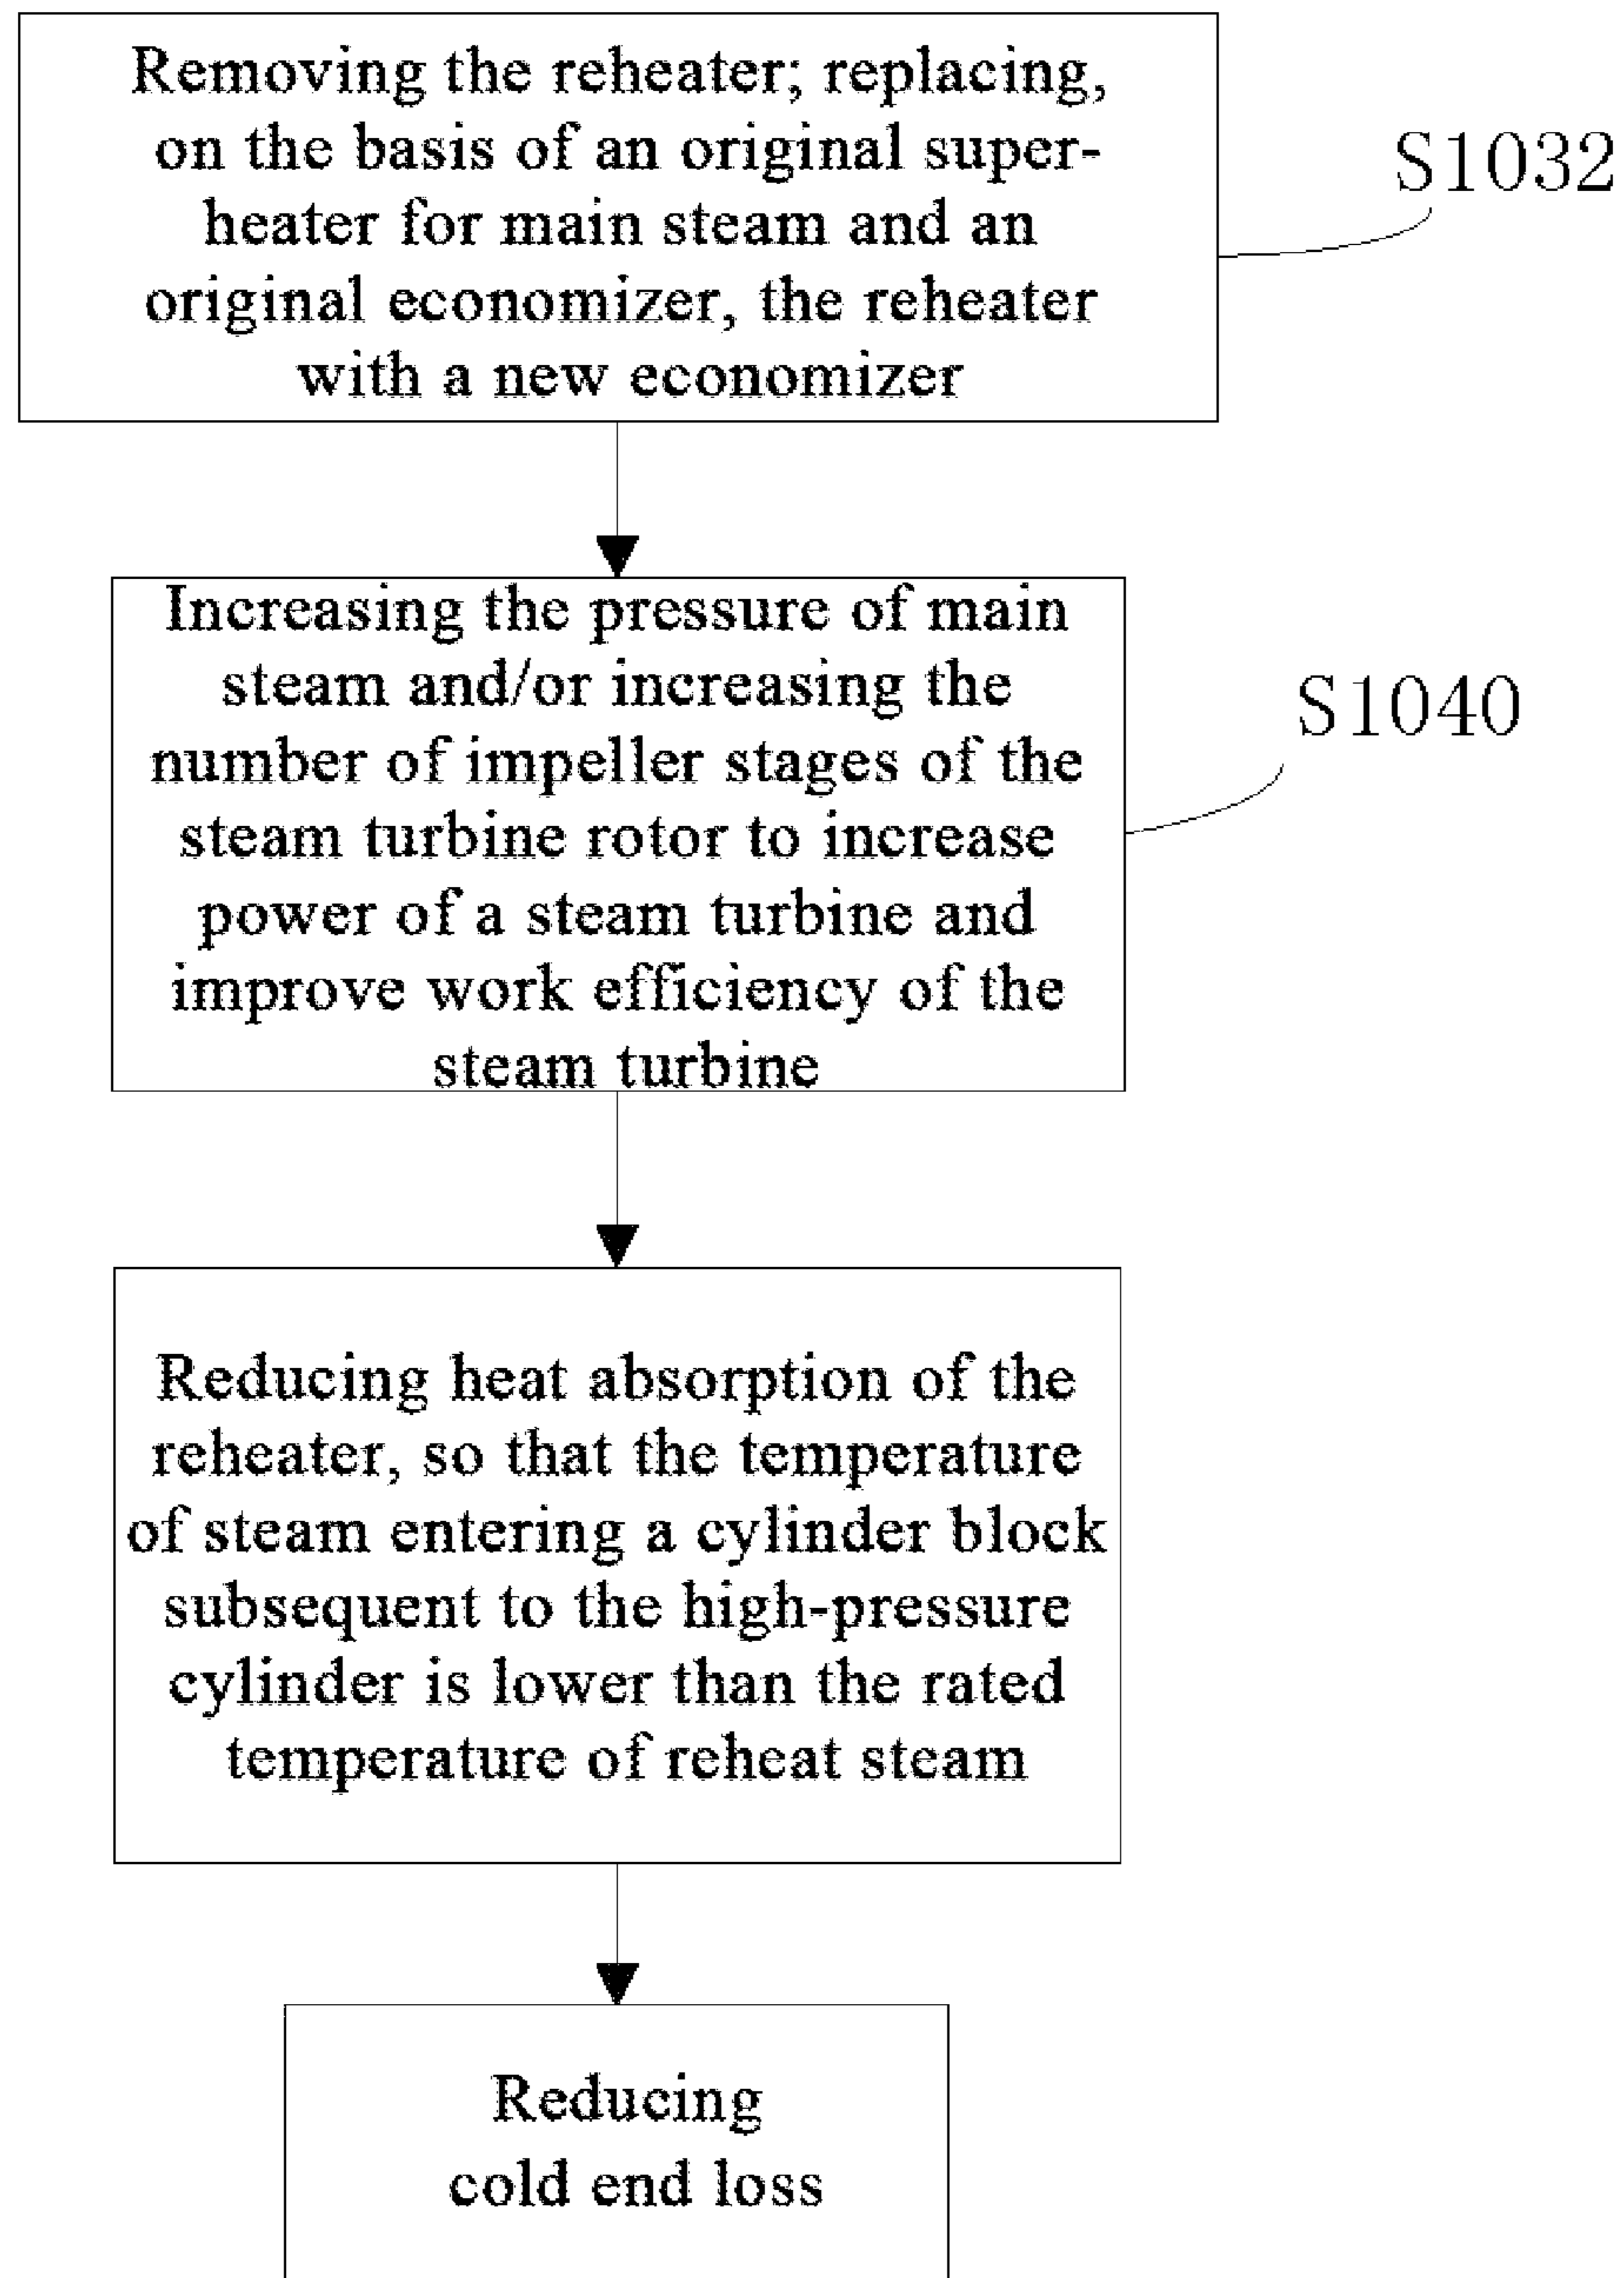 Removing the reheater; replacing,
on the basis of an original super-
heater for main steam and an
original economizer, the reheater
with a new economizer
S1032
Increasing the pressure of main
steam and/or increasing the
number of impeller stages of the
steam turbine rotor to increase
power of a steam turbine and
improve work efficiency of the
steam turbine
S1040
Reducing heat absorption of the
reheater, so that the temperature
of steam entering a cylinder block
subsequent to the high-pressure
cylinder is lower than the rated
temperature of reheat steam
Reducing
cold end loss